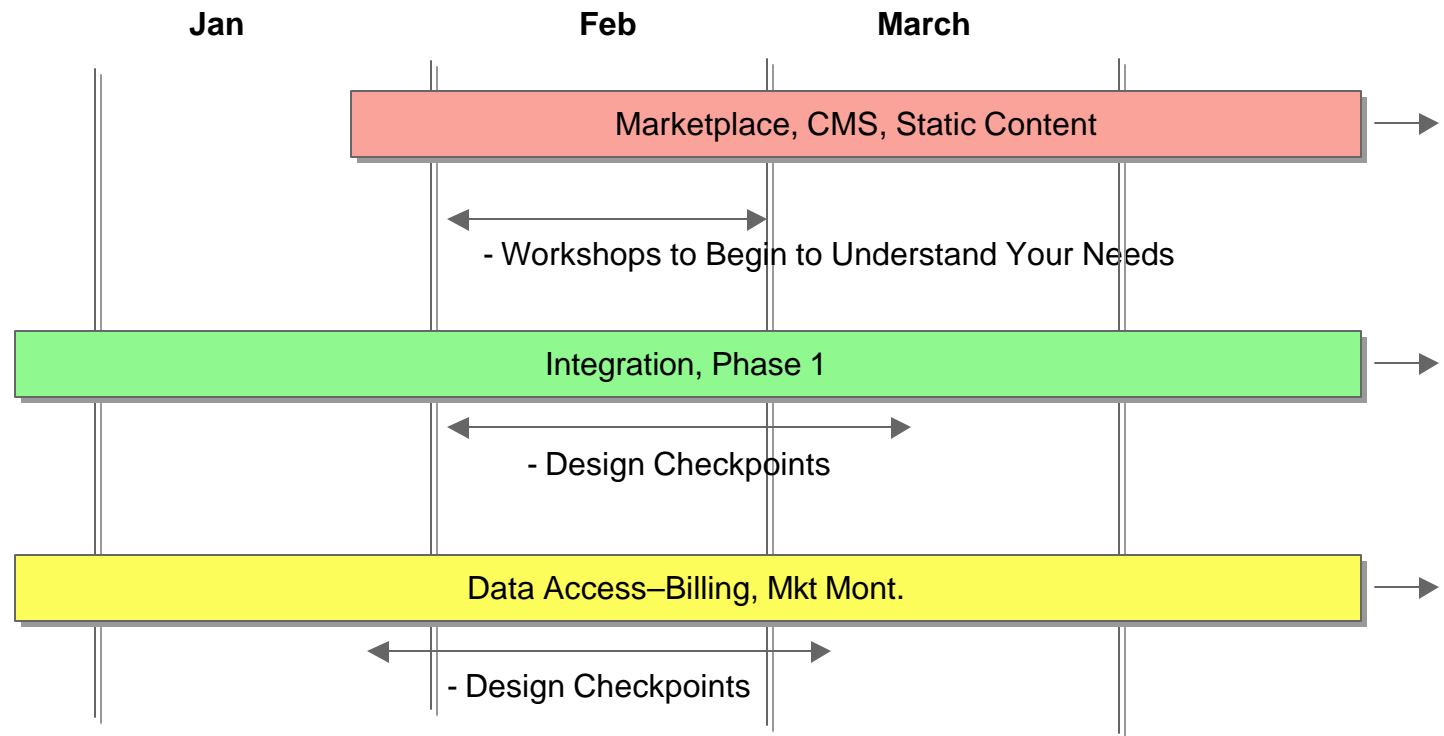 Jan Feb March
Marketplace, CMS, Static Content
- Workshops to Begin to Understand Your Needs
Integration, Phase 1
- Design Checkpoints
Data Access–Billing, Mkt Mont.
- Design Checkpoints